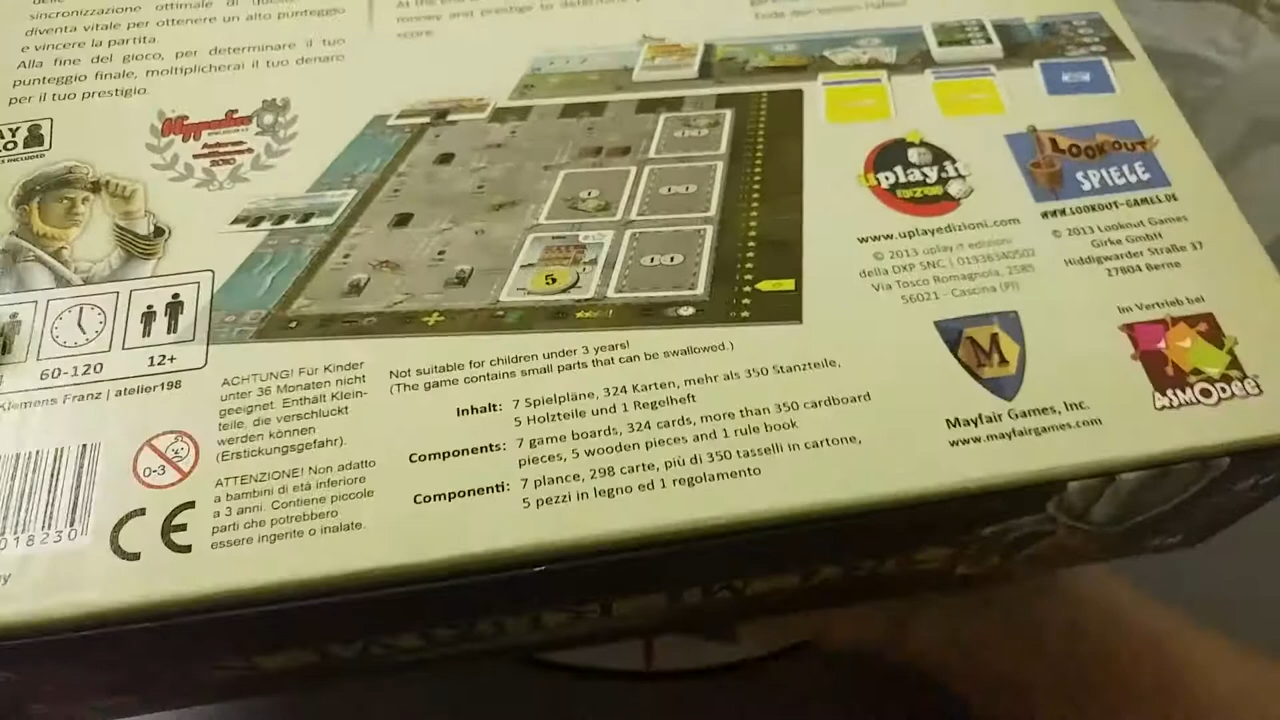 sincronizzazione ottimale di
diventa vitale per ottenere un alto punteggio
e vincere la partita.
Alla fine del gioco, per determinare il tuo
punteggio finale, moltiplicherai il tuo denaro
per il tuo prestigio.
At the
money and prestige to
score.
INCLUDED
2010
60-120
12+
Klemens Franz | atelier198
018230
0-3
CE
ACHTUNG! Für Kinder
unter 36 Monaten nicht
geeignet. Enthält Klein-
teile, die verschluckt
werden können
(Erstickungsgefahr).
ATTENZIONE! Non adatto
a bambini di età inferiore
a 3 anni. Contiene piccole
parti che potrebbero
essere ingerite o inalate.
5
Not suitable for children under 3 years!
(The game contains small parts that can be swallowed.)
Inhalt: 7 Spielpläne, 324 Karten, mehr als 350 Stanzteile,
5 Holzteile und 1 Regelheft
Components: 7 game boards, 324 cards, more than 350 cardboard
pieces, 5 wooden pieces and 1 rule book
Componenti: 7 plance, 298 carte, più di 350 tasselli in cartone,
5 pezzi in legno ed 1 regolamento
uplay.it
www.uplayedizioni.com
© 2013 uplay.it edizioni
della DXP SNC | 01936340502
Via Tosco Romagnola, 2585
56021 - Cascina (PI)
LOOKOUT
SPIELE
WWW.LOOKOUT-GAMES.DE
© 2013 Lookout Games
Girke GmbH
Hiddigwarder Straße 37
27804 Berne
M
Mayfair Games, Inc.
www.mayfairgames.com
Im Vertrieb bei
ASMODEE